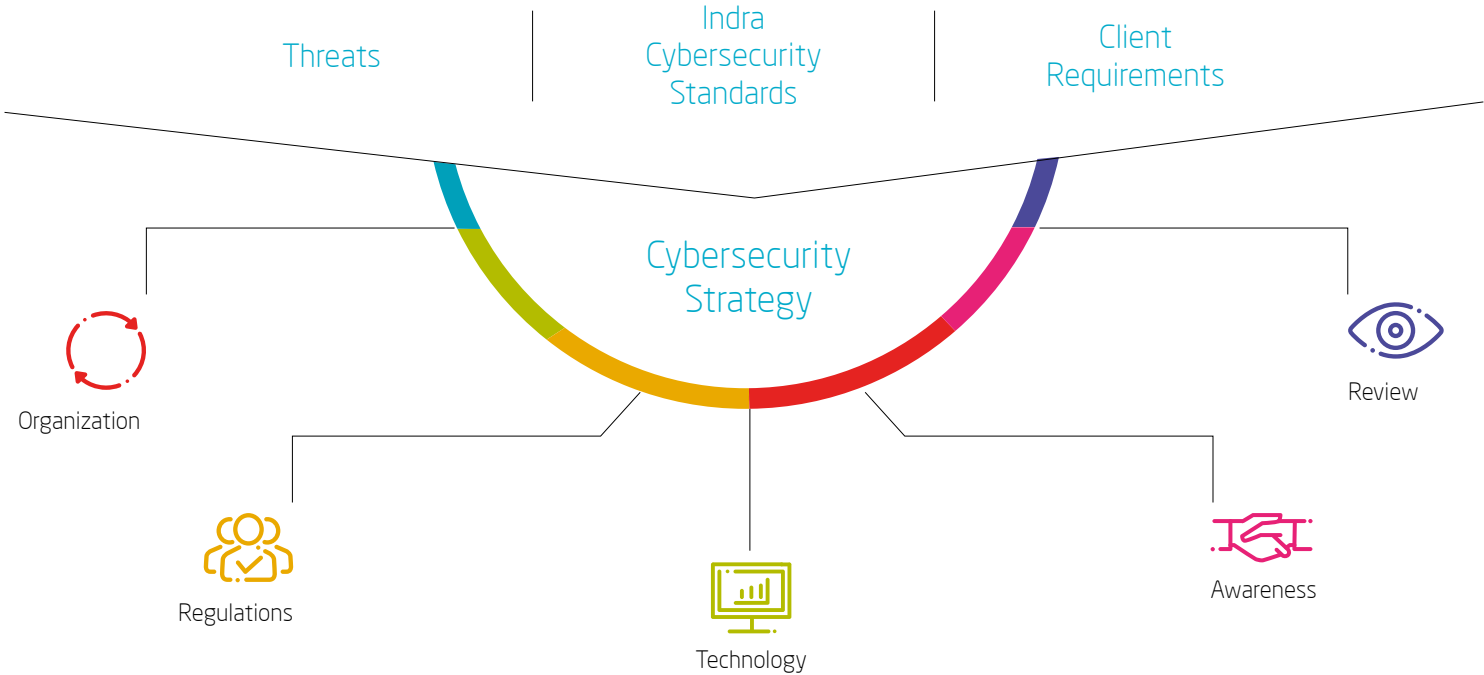 Threats
Indra
Cybersecurity
Standards
Client
Requirements
Cybersecurity
Strategy
Organization
Regulations
Technology
Awareness
Review